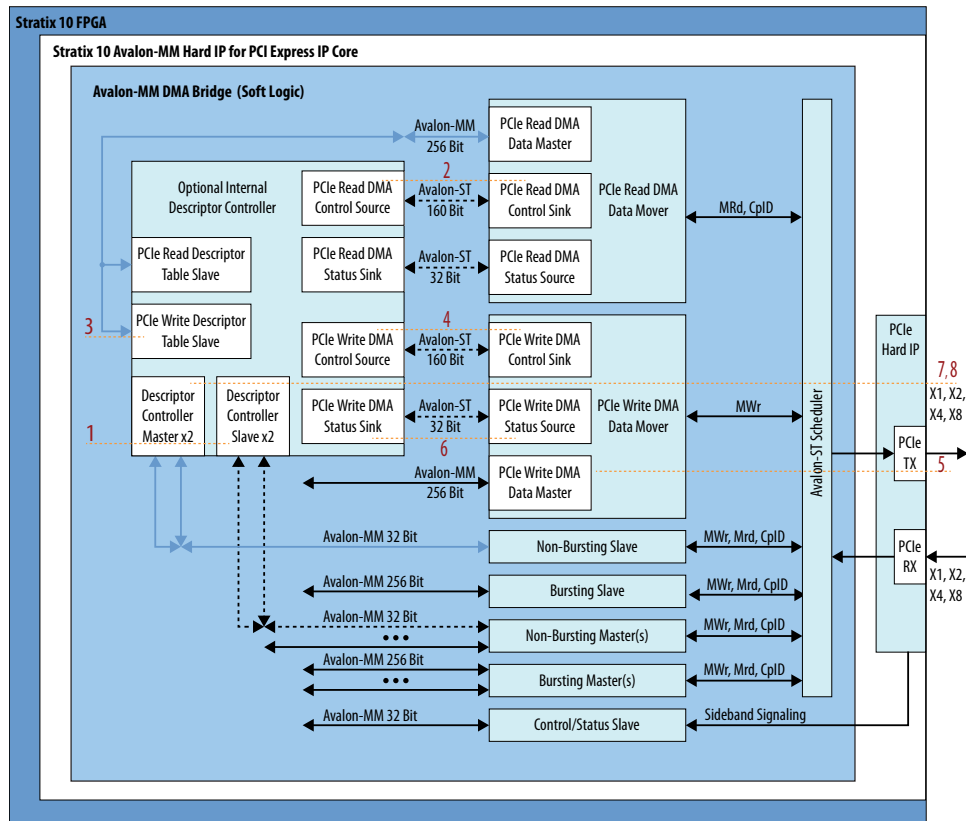 Stratix 10 FPGA
Stratix 10 Avalon-MM Hard IP for PCI Express IP Core
Avalon-MM DMA Bridge (Soft Logic)
Avalon-MM
256 Bit
PCIe Read DMA
Data Master
Optional Internal
Descriptor Controller
PCIe Read DMA
Control Source
2
Avalon-ST
160 Bit
PCIe Read DMA
Control Sink
PCIe Read DMA
Data Mover
MRd, CpID
PCIe Read Descriptor
Table Slave
PCIe Read DMA
Status Sink
Avalon-ST
32 Bit
PCIe Read DMA
Status Source
3
PCIe Write Descriptor
Table Slave
PCIe Write DMA
Control Source
4
Avalon-ST
160 Bit
PCIe Write DMA
Control Sink
PCIe
Hard IP
7, 8
X1, X2,
X4, X8
1
Descriptor
Controller
Master x2
Descriptor
Controller
Slave x2
PCIe Write DMA
Status Sink
Avalon-ST
32 Bit
6
PCIe Write DMA
Status Source
PCIe Write DMA
Data Mover
MWr
Avalon-ST Scheduler
PCIe
TX
5
Avalon-MM
256 Bit
PCIe Write DMA
Data Master
Avalon-MM 32 Bit
Non-Bursting Slave
MWr, Mrd, CpID
PCIe
RX
X1, X2,
X4, X8
Avalon-MM 256 Bit
Bursting Slave
MWr, Mrd, CpID
Avalon-MM 32 Bit
•••
Non-Bursting Master(s)
MWr, Mrd, CpID
Avalon-MM 256 Bit
•••
Bursting Master(s)
MWr, Mrd, CpID
Avalon-MM 32 Bit
Control/Status Slave
Sideband Signaling